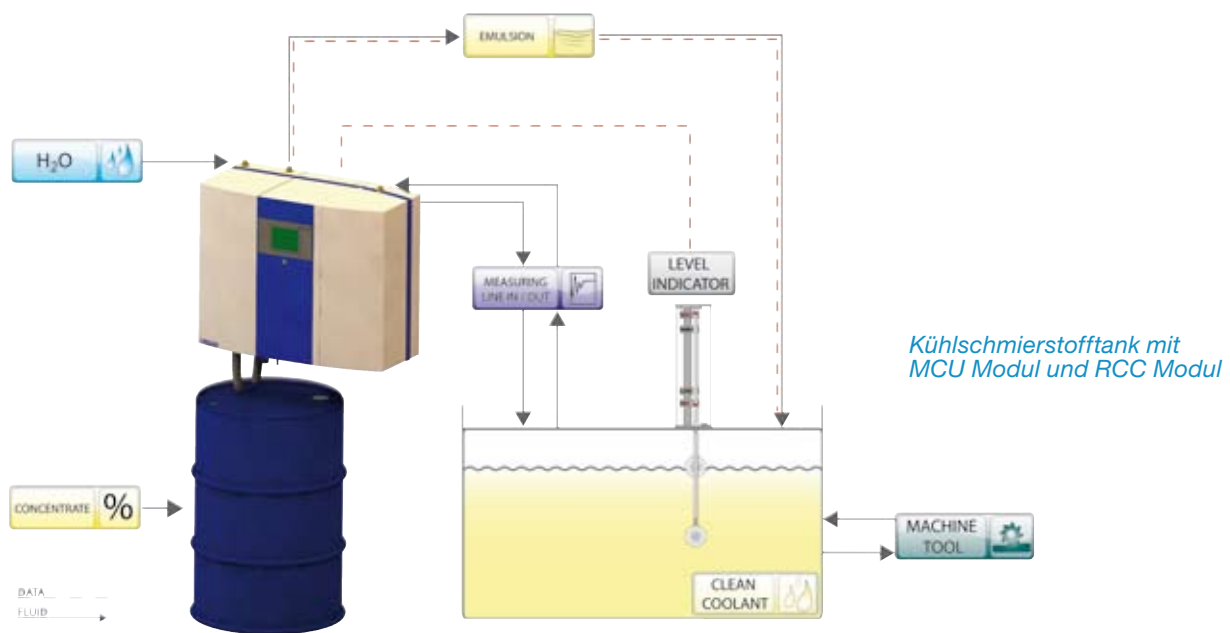 EMULSION
H₂O
MEASURING
LINE IN / OUT
LEVEL
INDICATOR
Kühlschmierstofftank mit
MCU Modul und RCC Modul
CONCENTRATE %
MACHINE
TOOL
CLEAN
COOLANT
DATA
FLUID